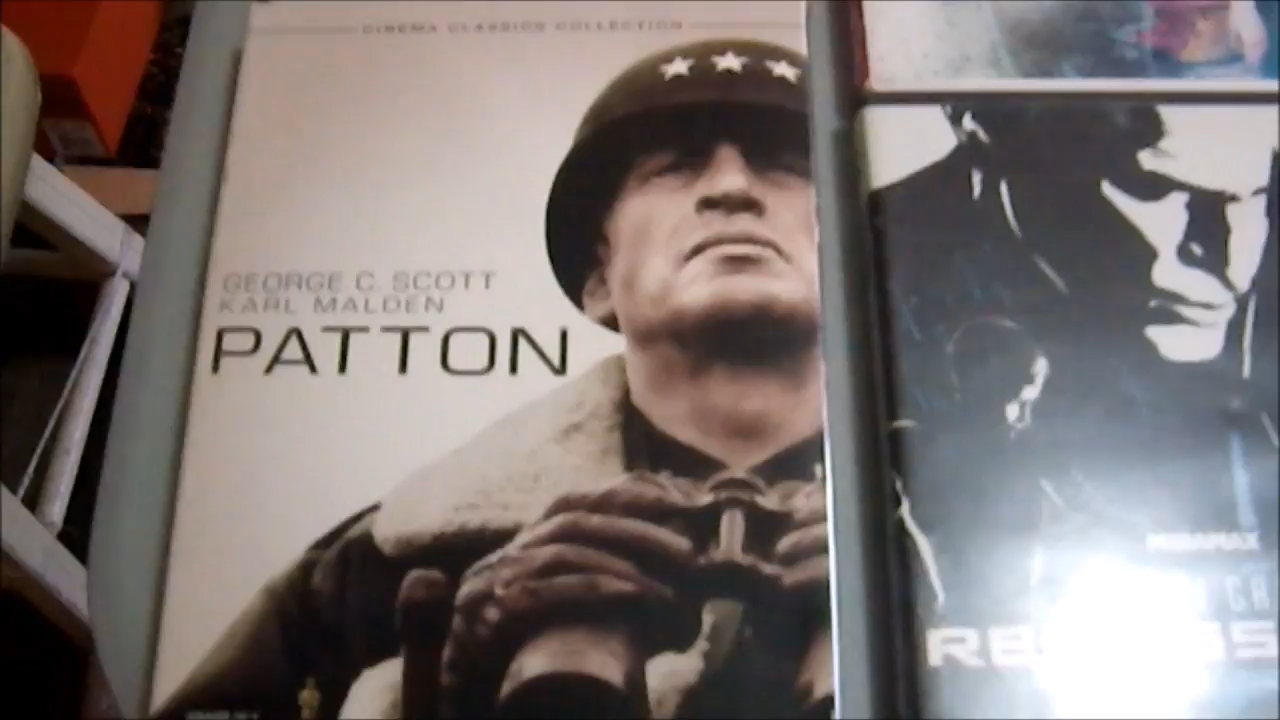 CINEMA CLASSICS COLLECTION
GEORGE C. SCOTT
KARL MALDEN
PATTON
MIRAMAX